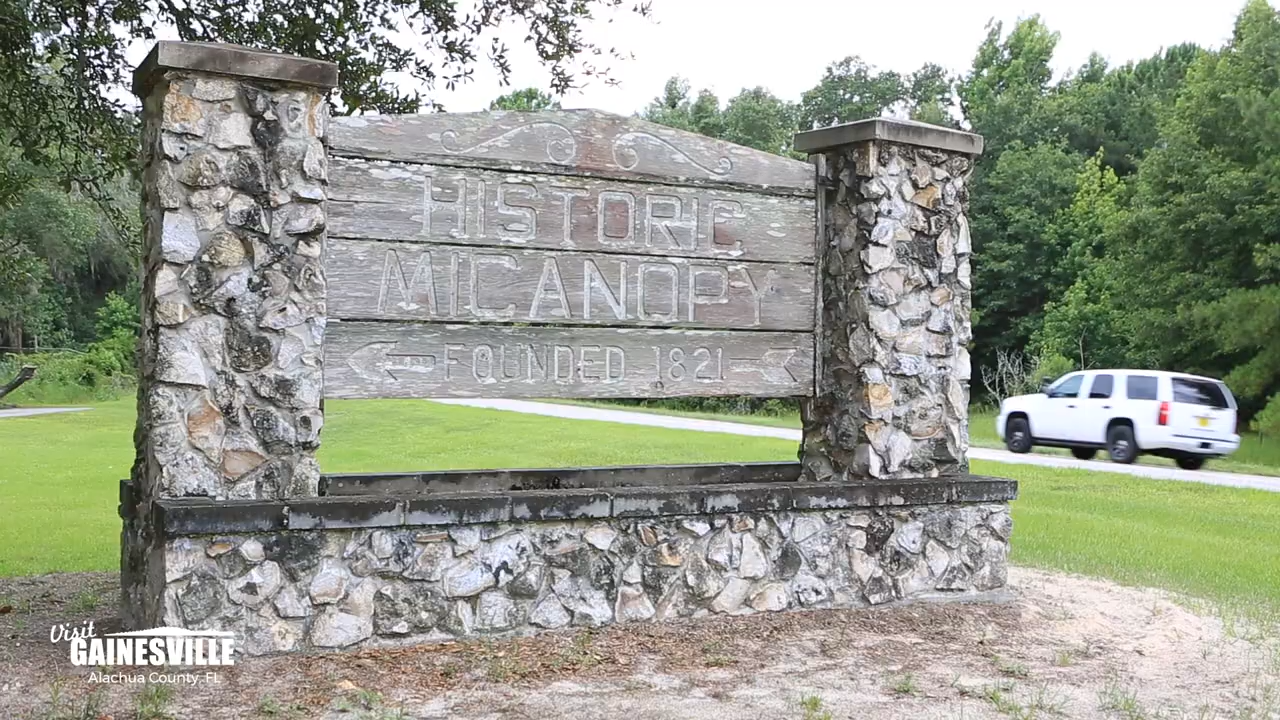 HISTORIC
MICANOPY
FOUNDED 1821
Visit
GAINESVILLE
Alachua County, FL